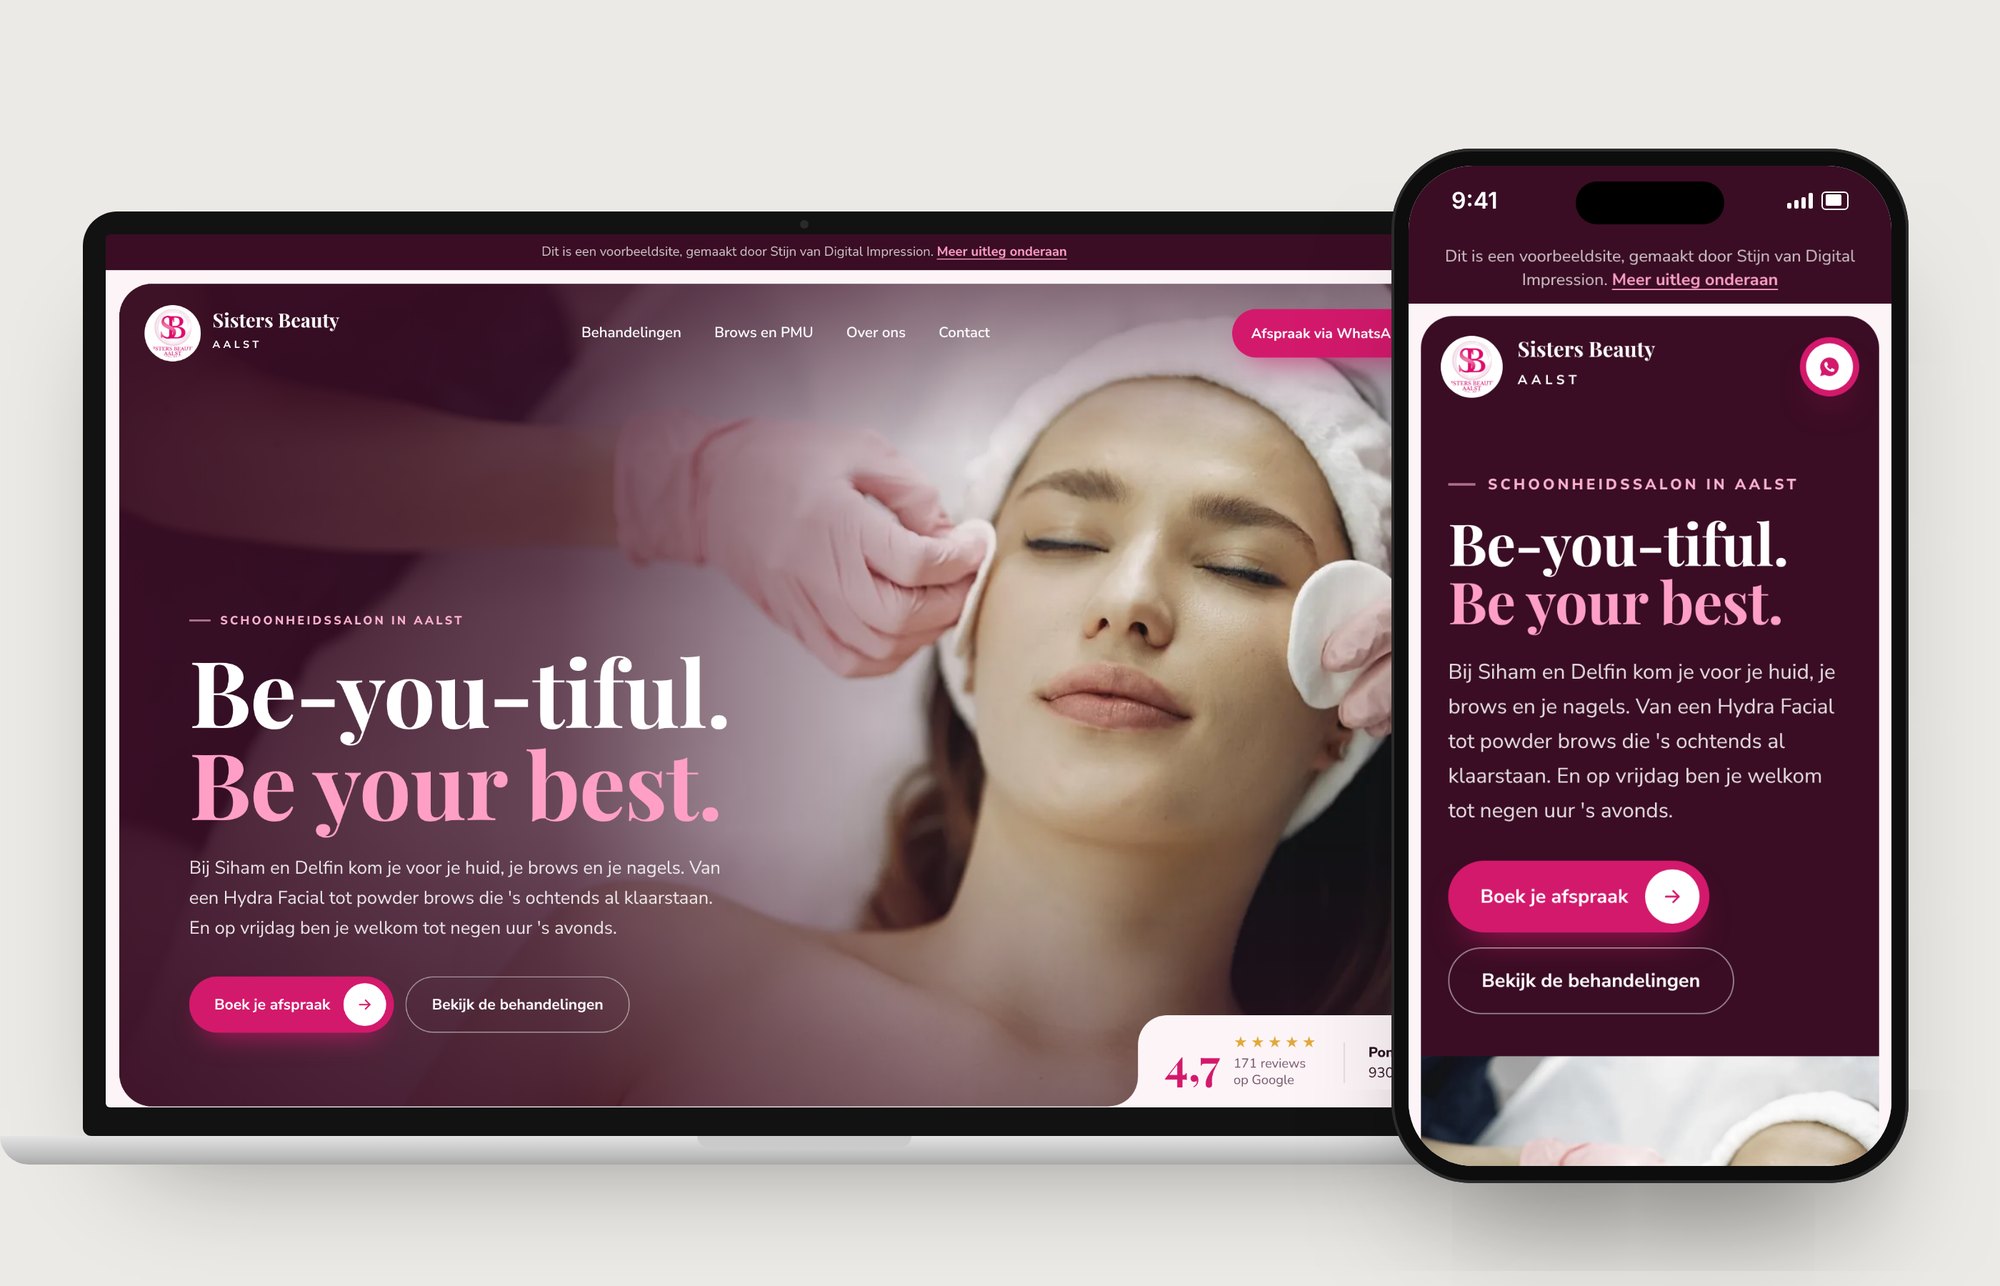 Dit is een voorbeeldsite, gemaakt door Stijn van Digital Impression. Meer uitleg onderaan
SB
Sisters Beauty
AALST
Behandelingen
Brows en PMU
Over ons
Contact
Afspraak via WhatsA
SCHOONHEIDSSALON IN AALST
Be-you-tiful.
Be your best.
Bij Siham en Delfin kom je voor je huid, je brows en je nagels. Van
een Hydra Facial tot powder brows die 's ochtends al klaarstaan.
En op vrijdag ben je welkom tot negen uur 's avonds.
Boek je afspraak
Bekijk de behandelingen
4,7
171 reviews
op Google
Por
930
9:41
Dit is een voorbeeldsite, gemaakt door Stijn van Digital
Impression. Meer uitleg onderaan
SB
Sisters Beauty
AALST
SCHOONHEIDSSALON IN AALST
Be-you-tiful.
Be your best.
Bij Siham en Delfin kom je voor je huid, je
brows en je nagels. Van een Hydra Facial
tot powder brows die 's ochtends al
klaarstaan. En op vrijdag ben je welkom
tot negen uur 's avonds.
Boek je afspraak
Bekijk de behandelingen